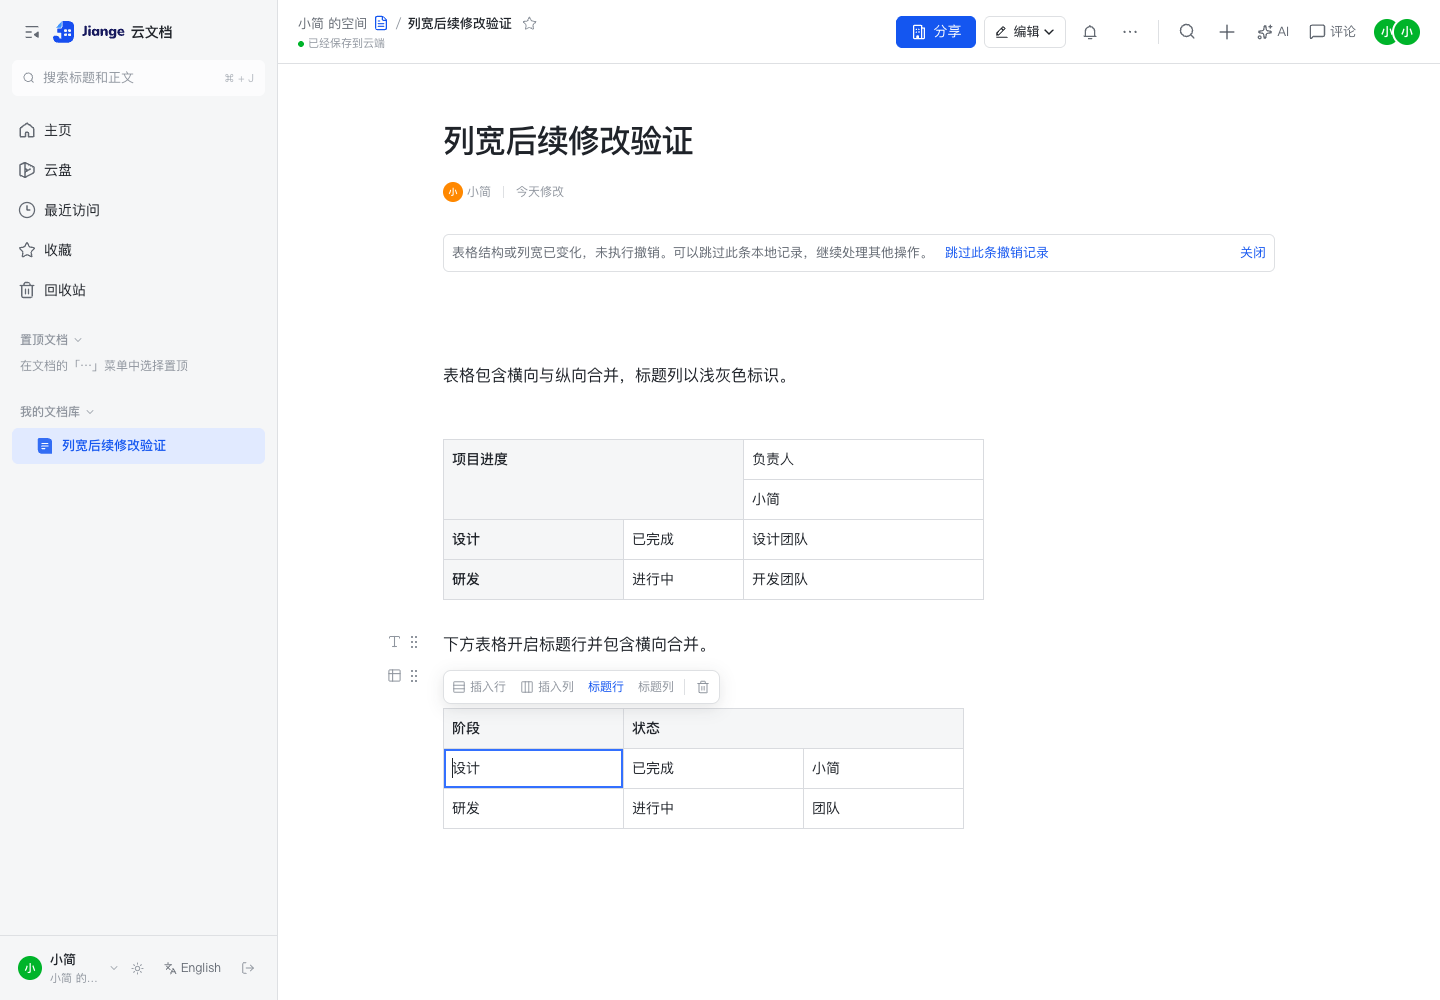 Jiange 云文档
搜索标题和正文 ⌘ + J
主页
云盘
最近访问
收藏
回收站
置顶文档
在文档的「…」菜单中选择置顶
我的文档库
列宽后续修改验证
小
小简
小简 的...
English
小简 的空间 / 列宽后续修改验证
已经保存到云端
分享
编辑
AI
评论
小 小
列宽后续修改验证
小 小简 今天修改
表格结构或列宽已变化，未执行撤销。可以跳过此条本地记录，继续处理其他操作。 跳过此条撤销记录 关闭
表格包含横向与纵向合并，标题列以浅灰色标识。
项目进度 负责人
小简
设计 已完成 设计团队
研发 进行中 开发团队
下方表格开启标题行并包含横向合并。
插入行 插入列 标题行 标题列
阶段 状态
设计 已完成 小简
研发 进行中 团队